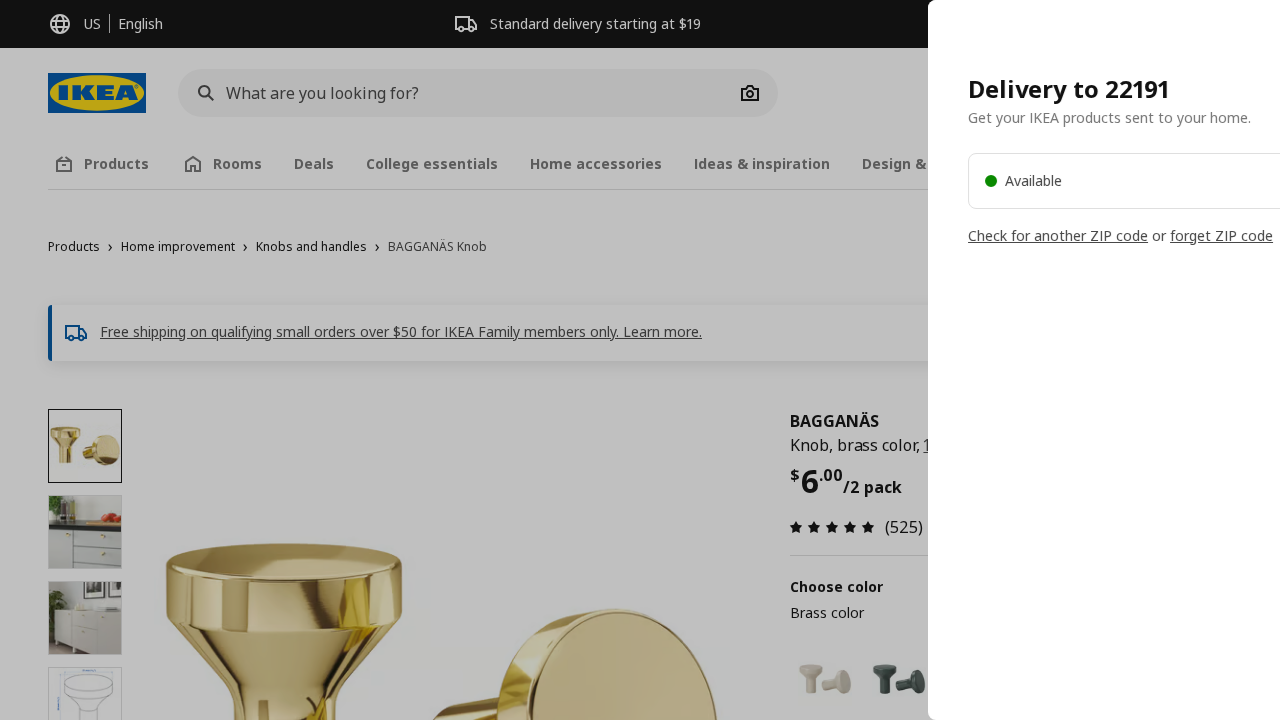 US
English
Standard delivery starting at $19
IKEA
What are you looking for?
Products
Rooms
Deals
College essentials
Home accessories
Ideas & inspiration
Design &
Products
Home improvement
Knobs and handles
BAGGANÄS Knob
Free shipping on qualifying small orders over $50 for IKEA Family members only. Learn more.
BAGGANÄS
Knob, brass color,
$6.00/2 pack
(525)
Choose color
Brass color
Delivery to 22191
Get your IKEA products sent to your home.
Available
Check for another ZIP code or forget ZIP code